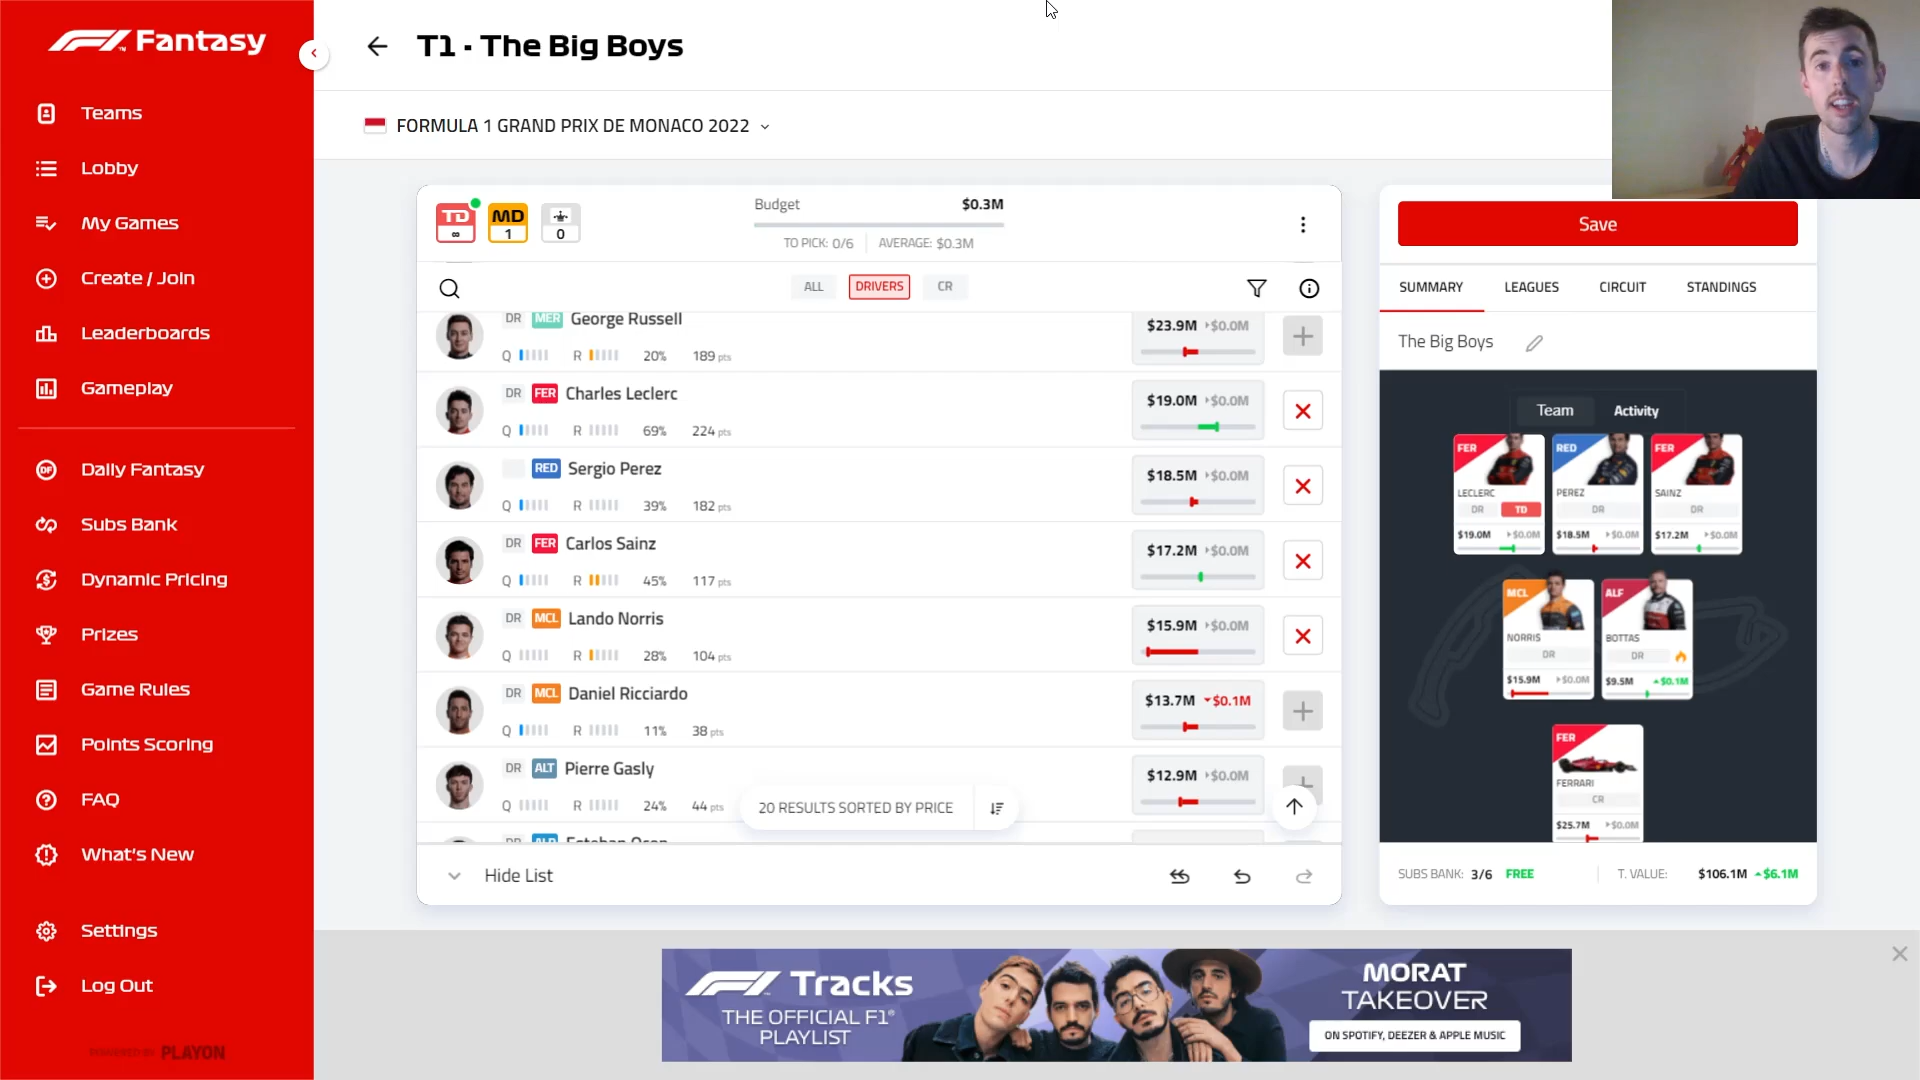 F1 Fantasy
Teams
Lobby
My Games
Create / Join
Leaderboards
Gameplay
Daily Fantasy
Subs Bank
Dynamic Pricing
Prizes
Game Rules
Points Scoring
FAQ
What's New
Settings
Log Out
POWERED BY PLAYON
T1 · The Big Boys
FORMULA 1 GRAND PRIX DE MONACO 2022
TD
∞
MD
1
0
Budget $0.3M
TO PICK: 0/6 AVERAGE: $0.3M
ALL DRIVERS CR
DR MER George Russell
Q R 20% 189 pts
$23.9M $0.0M
DR FER Charles Leclerc
Q R 69% 224 pts
$19.0M $0.0M
RED Sergio Perez
Q R 39% 182 pts
$18.5M $0.0M
DR FER Carlos Sainz
Q R 45% 117 pts
$17.2M $0.0M
DR MCL Lando Norris
Q R 28% 104 pts
$15.9M $0.0M
DR MCL Daniel Ricciardo
Q R 11% 38 pts
$13.7M $0.1M
DR ALT Pierre Gasly
Q R 24% 44 pts
$12.9M $0.0M
20 RESULTS SORTED BY PRICE
DR ALP Esteban Ocon
Hide List
Save
SUMMARY LEAGUES CIRCUIT STANDINGS
The Big Boys
Team Activity
FER
LECLERC
DR TD
$19.0M $0.0M
RED
PEREZ
DR
$18.5M $0.0M
FER
SAINZ
DR
$17.2M $0.0M
MCL
NORRIS
DR
$15.9M $0.0M
ALF
BOTTAS
DR
$9.5M $0.1M
FER
FERRARI
CR
$25.7M $0.0M
SUBS BANK: 3/6 FREE T. VALUE: $106.1M $6.1M
F1 Tracks
THE OFFICIAL F1®
PLAYLIST
MORAT
TAKEOVER
ON SPOTIFY, DEEZER & APPLE MUSIC